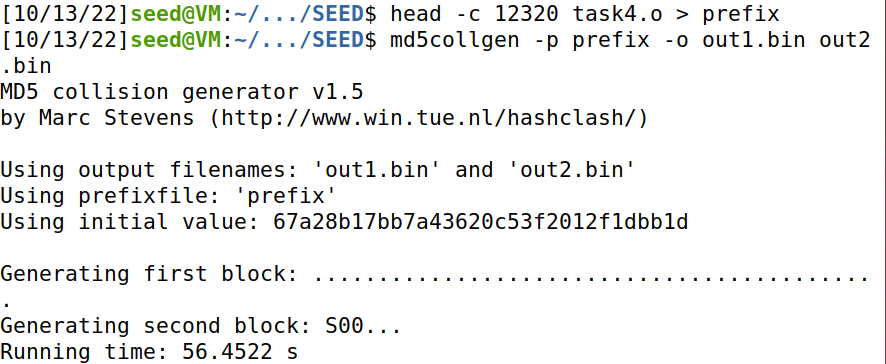 [10/13/22]seed@VM:~/.../SEED$ head -c 12320 task4.o > prefix
[10/13/22]seed@VM:~/.../SEED$ md5collgen -p prefix -o out1.bin out2
.bin
MD5 collision generator v1.5
by Marc Stevens (http://www.win.tue.nl/hashclash/)

Using output filenames: 'out1.bin' and 'out2.bin'
Using prefixfile: 'prefix'
Using initial value: 67a28b17bb7a43620c53f2012f1dbb1d

Generating first block: ...........................................
.
Generating second block: S00...
Running time: 56.4522 s